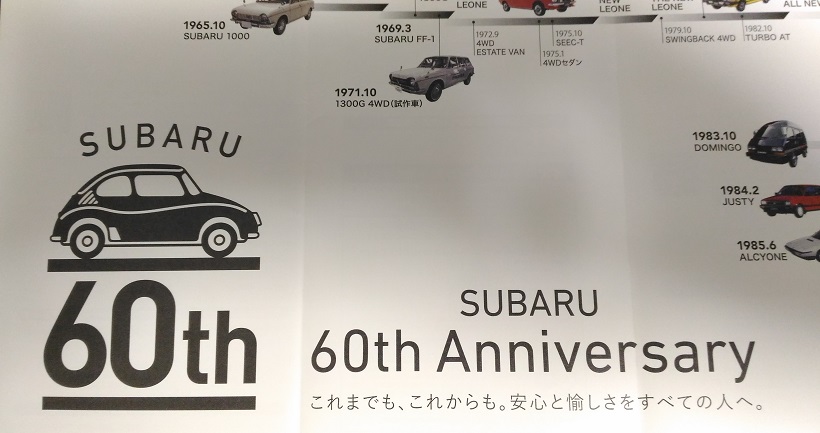 1965.10
SUBARU 1000
1969.3
SUBARU FF-1
LEONE
1972.9
4WD
ESTATE VAN
1975.10
SEEC-T
1975.1
4WDセダン
NEW
LEONE
THE
LEONE
1979.10
SWINGBACK 4WD
1982.10
TURBO AT
ALL NEW
1971.10
1300G 4WD(試作車)
1983.10
DOMINGO
1984.2
JUSTY
1985.6
ALCYONE
SUBARU
60th
SUBARU
60th Anniversary
これまでも、これからも。安心と愉しさをすべての人へ。